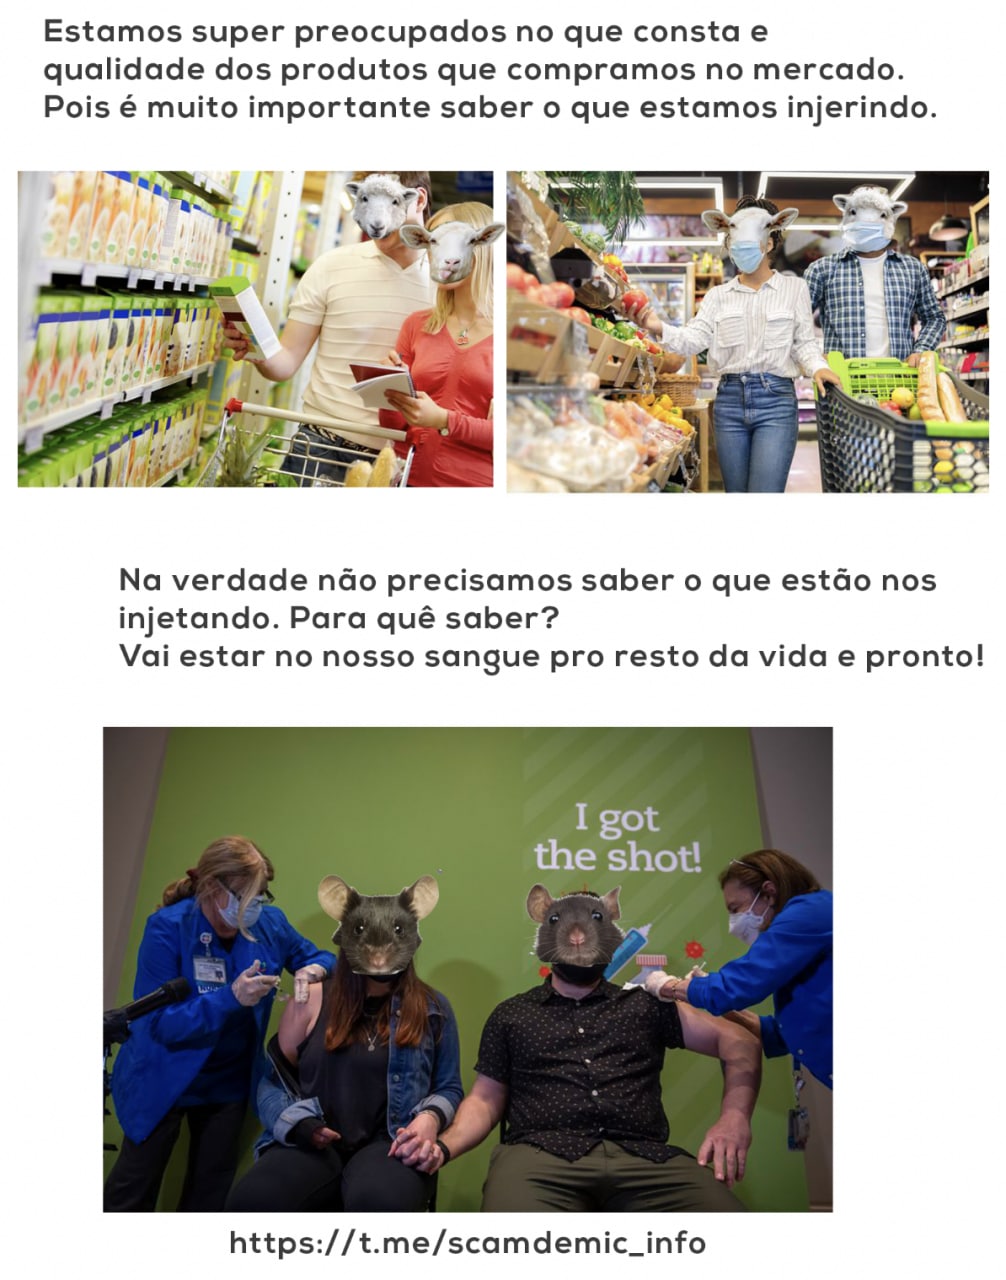 Estamos super preocupados no que consta e
qualidade dos produtos que compramos no mercado.
Pois é muito importante saber o que estamos injerindo.
Na verdade não precisamos saber o que estão nos
injetando. Para quê saber?
Vai estar no nosso sangue pro resto da vida e pronto!
I got
the shot!
https://t.me/scamdemic_info